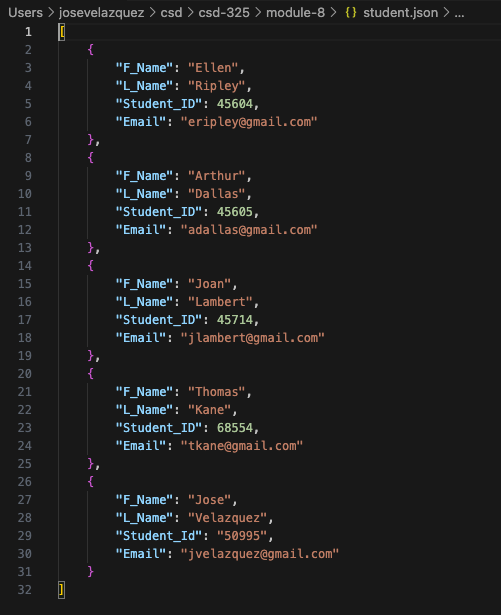 Users > josevelazquez > csd > csd-325 > module-8 > {} student.json > ...
1 [
2 {
3 "F_Name": "Ellen",
4 "L_Name": "Ripley",
5 "Student_ID": 45604,
6 "Email": "eripley@gmail.com"
7 },
8 {
9 "F_Name": "Arthur",
10 "L_Name": "Dallas",
11 "Student_ID": 45605,
12 "Email": "adallas@gmail.com"
13 },
14 {
15 "F_Name": "Joan",
16 "L_Name": "Lambert",
17 "Student_ID": 45714,
18 "Email": "jlambert@gmail.com"
19 },
20 {
21 "F_Name": "Thomas",
22 "L_Name": "Kane",
23 "Student_ID": 68554,
24 "Email": "tkane@gmail.com"
25 },
26 {
27 "F_Name": "Jose",
28 "L_Name": "Velazquez",
29 "Student_Id": "50995",
30 "Email": "jvelazquez@gmail.com"
31 }
32 ]